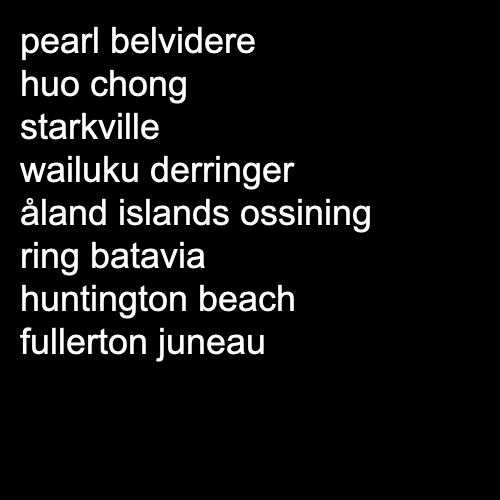 pearl belvidere
huo chong
starkville
wailuku derringer
åland islands ossining
ring batavia
huntington beach
fullerton juneau